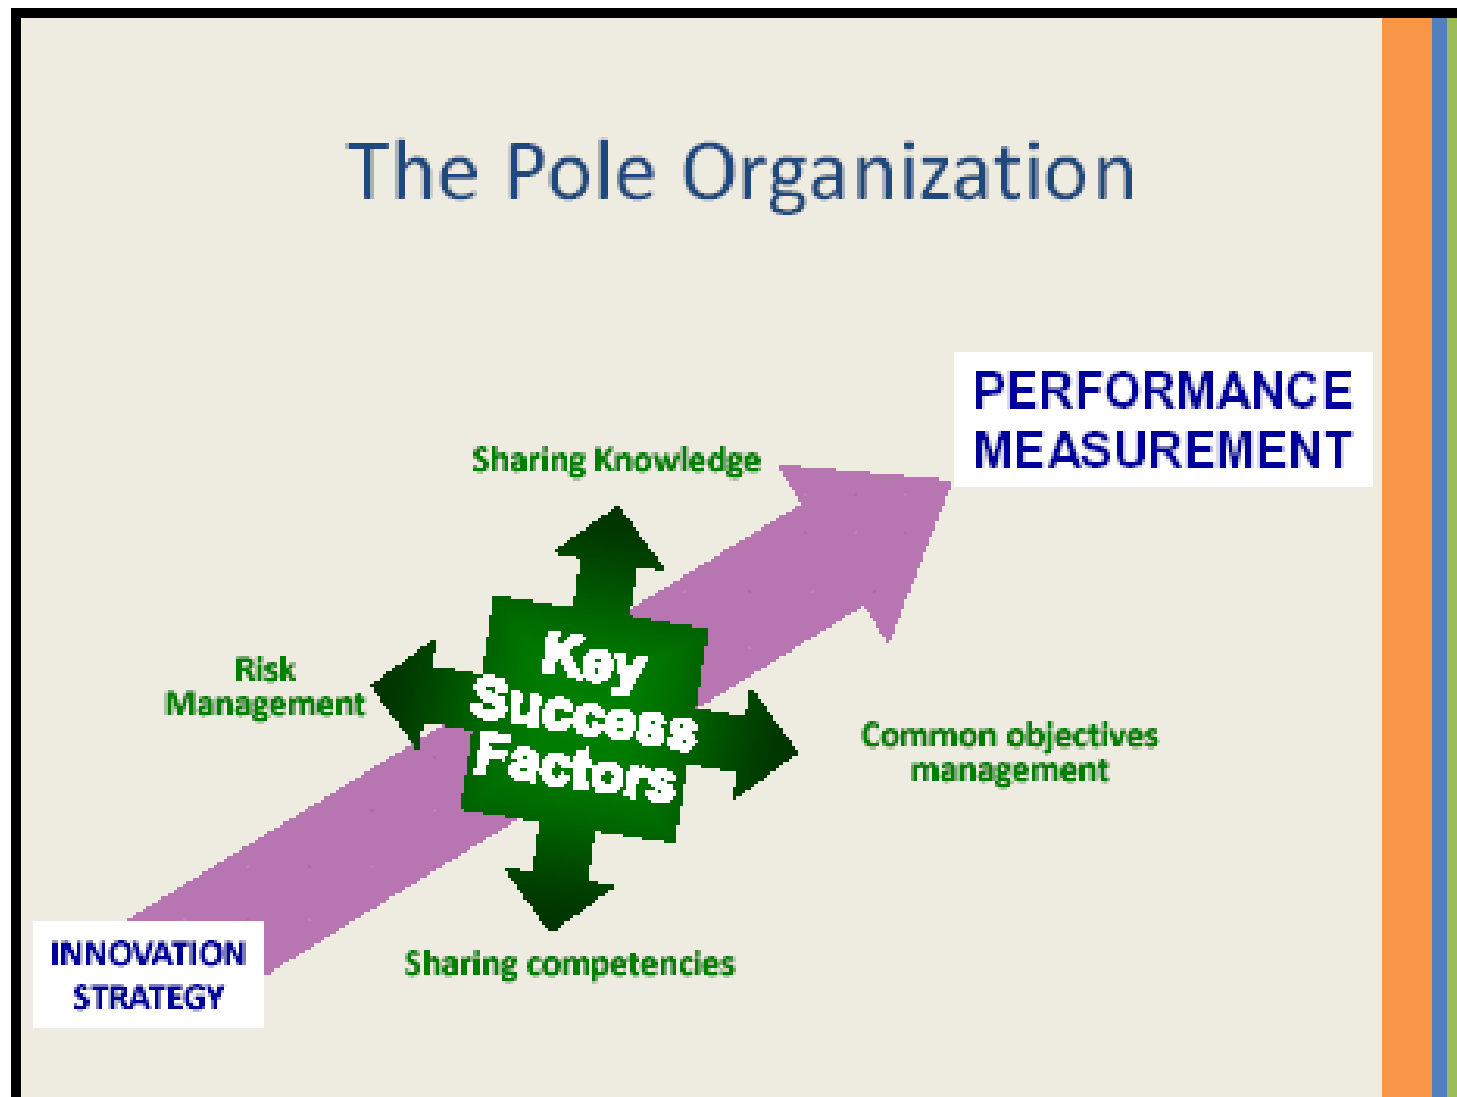 The Pole Organization
PERFORMANCE
MEASUREMENT
Sharing Knowledge
Key
Success
Factors
Risk
Management
Common objectives
management
Sharing competencies
INNOVATION
STRATEGY